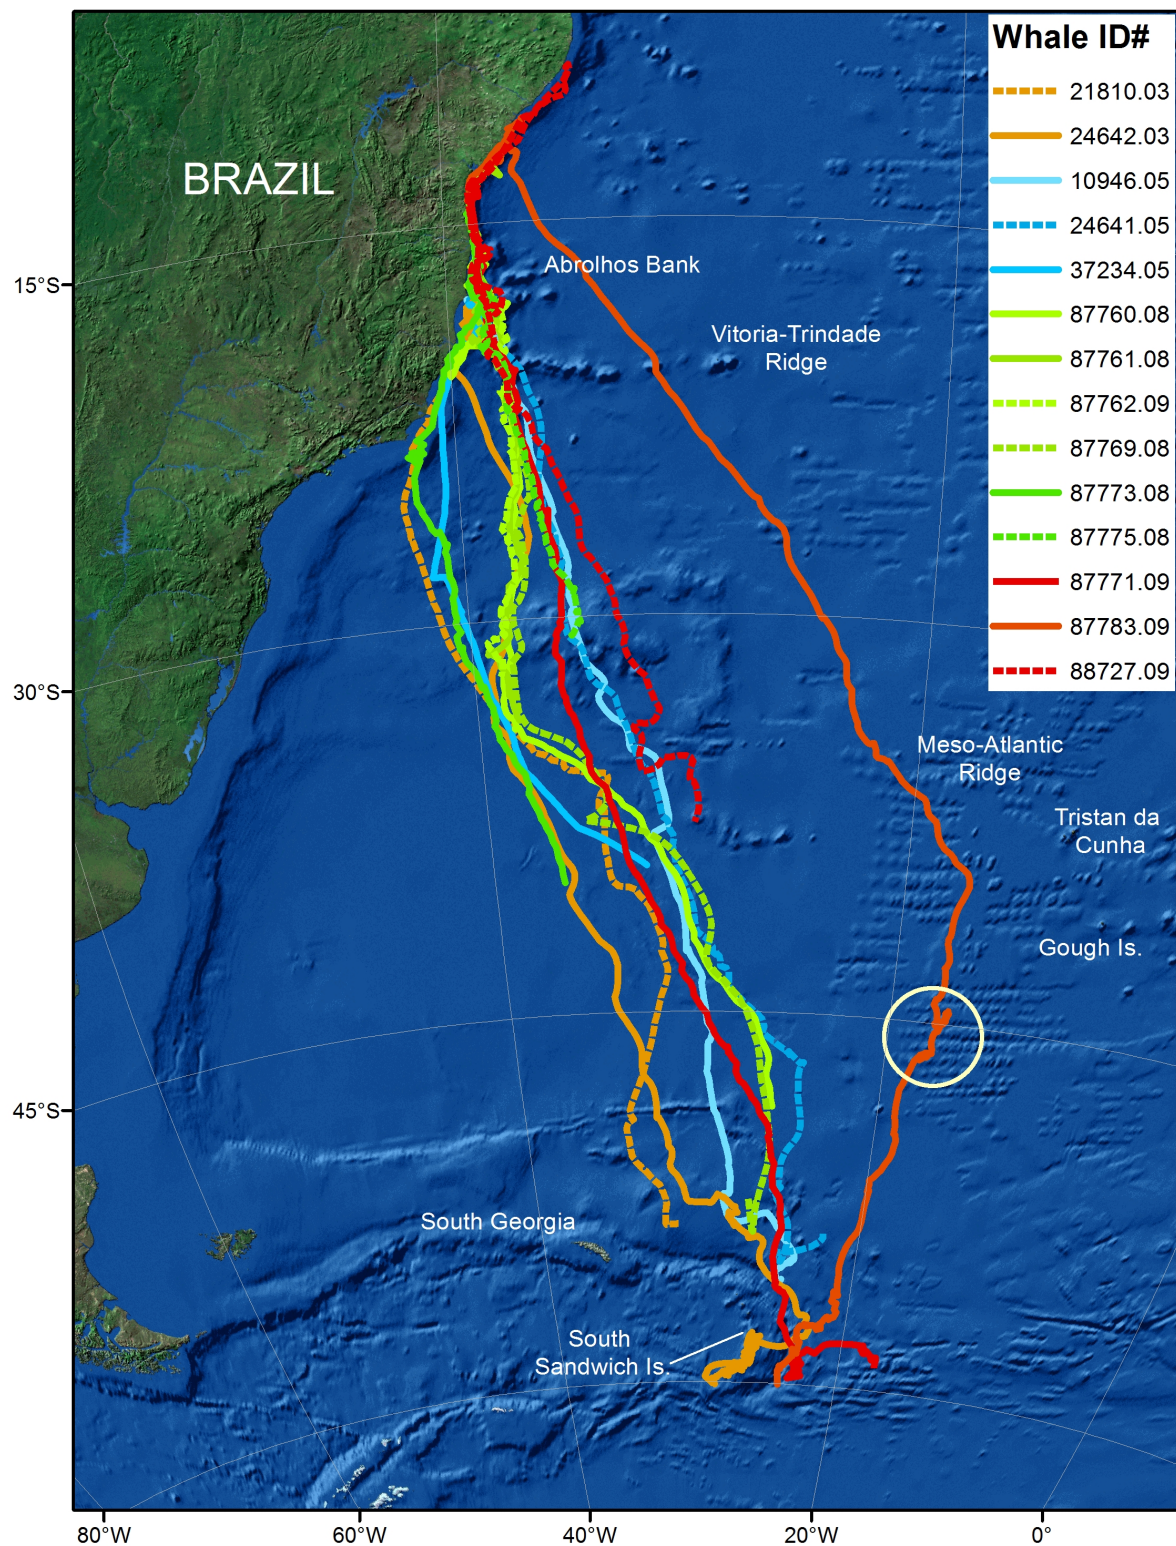 Whale ID#
21810.03
24642.03
10946.05
24641.05
37234.05
87760.08
87761.08
87762.09
87769.08
87773.08
87775.08
87771.09
87783.09
88727.09
BRAZIL
Abrolhos Bank
15°S
Vitoria-Trindade
Ridge
30°S
Meso-Atlantic
Ridge
Tristan da
Cunha
Gough Is.
45°S
South Georgia
South
Sandwich Is.
80°W
60°W
40°W
20°W
0°